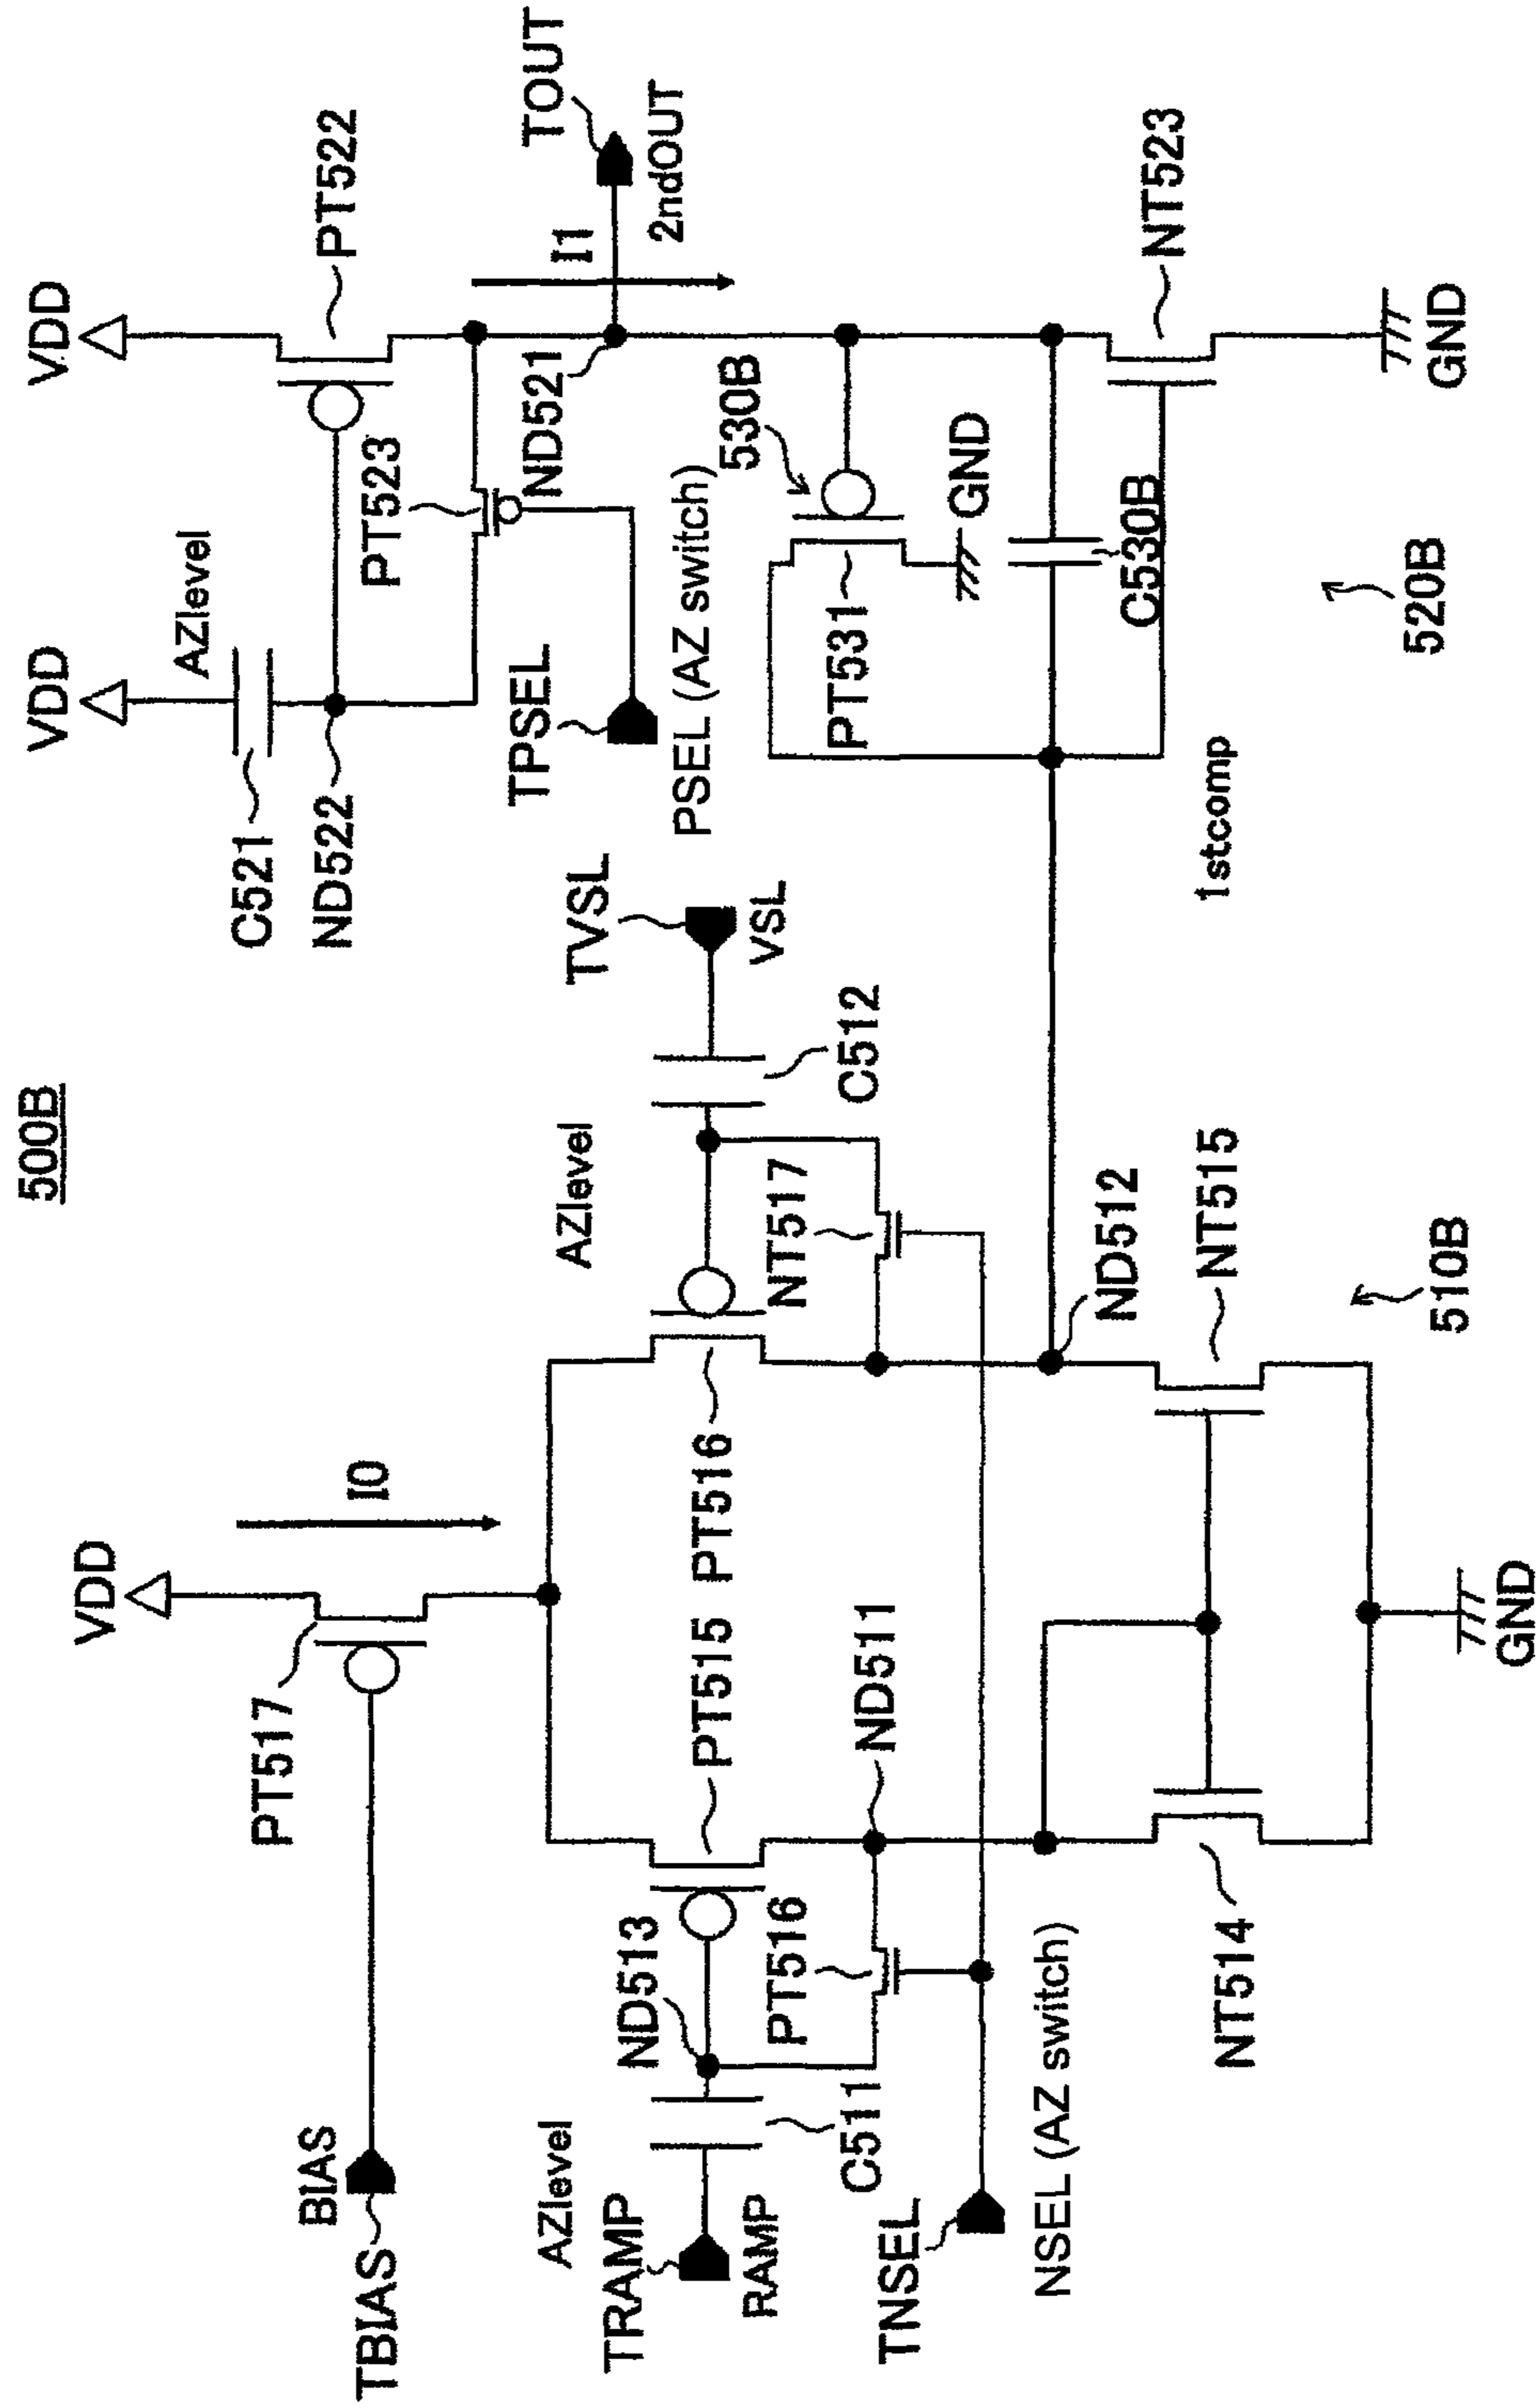 500B
VDD
I0
PT517
BIAS
TBIAS
AZlevel
ND513
PT515
PT516
AZlevel
TVSL
VSL
C512
TRAMP
RAMP
C511
PT516
ND511
NT517
TNSEL
NSEL (AZ switch)
ND512
NT514
NT515
GND
510B
VDD
AZlevel
C521
ND522
VDD
PT522
PT523
TPSEL
PSEL (AZ switch)
ND521
I1
TOUT
2ndOUT
530B
PT531
GND
C530B
1stcomp
NT523
GND
520B